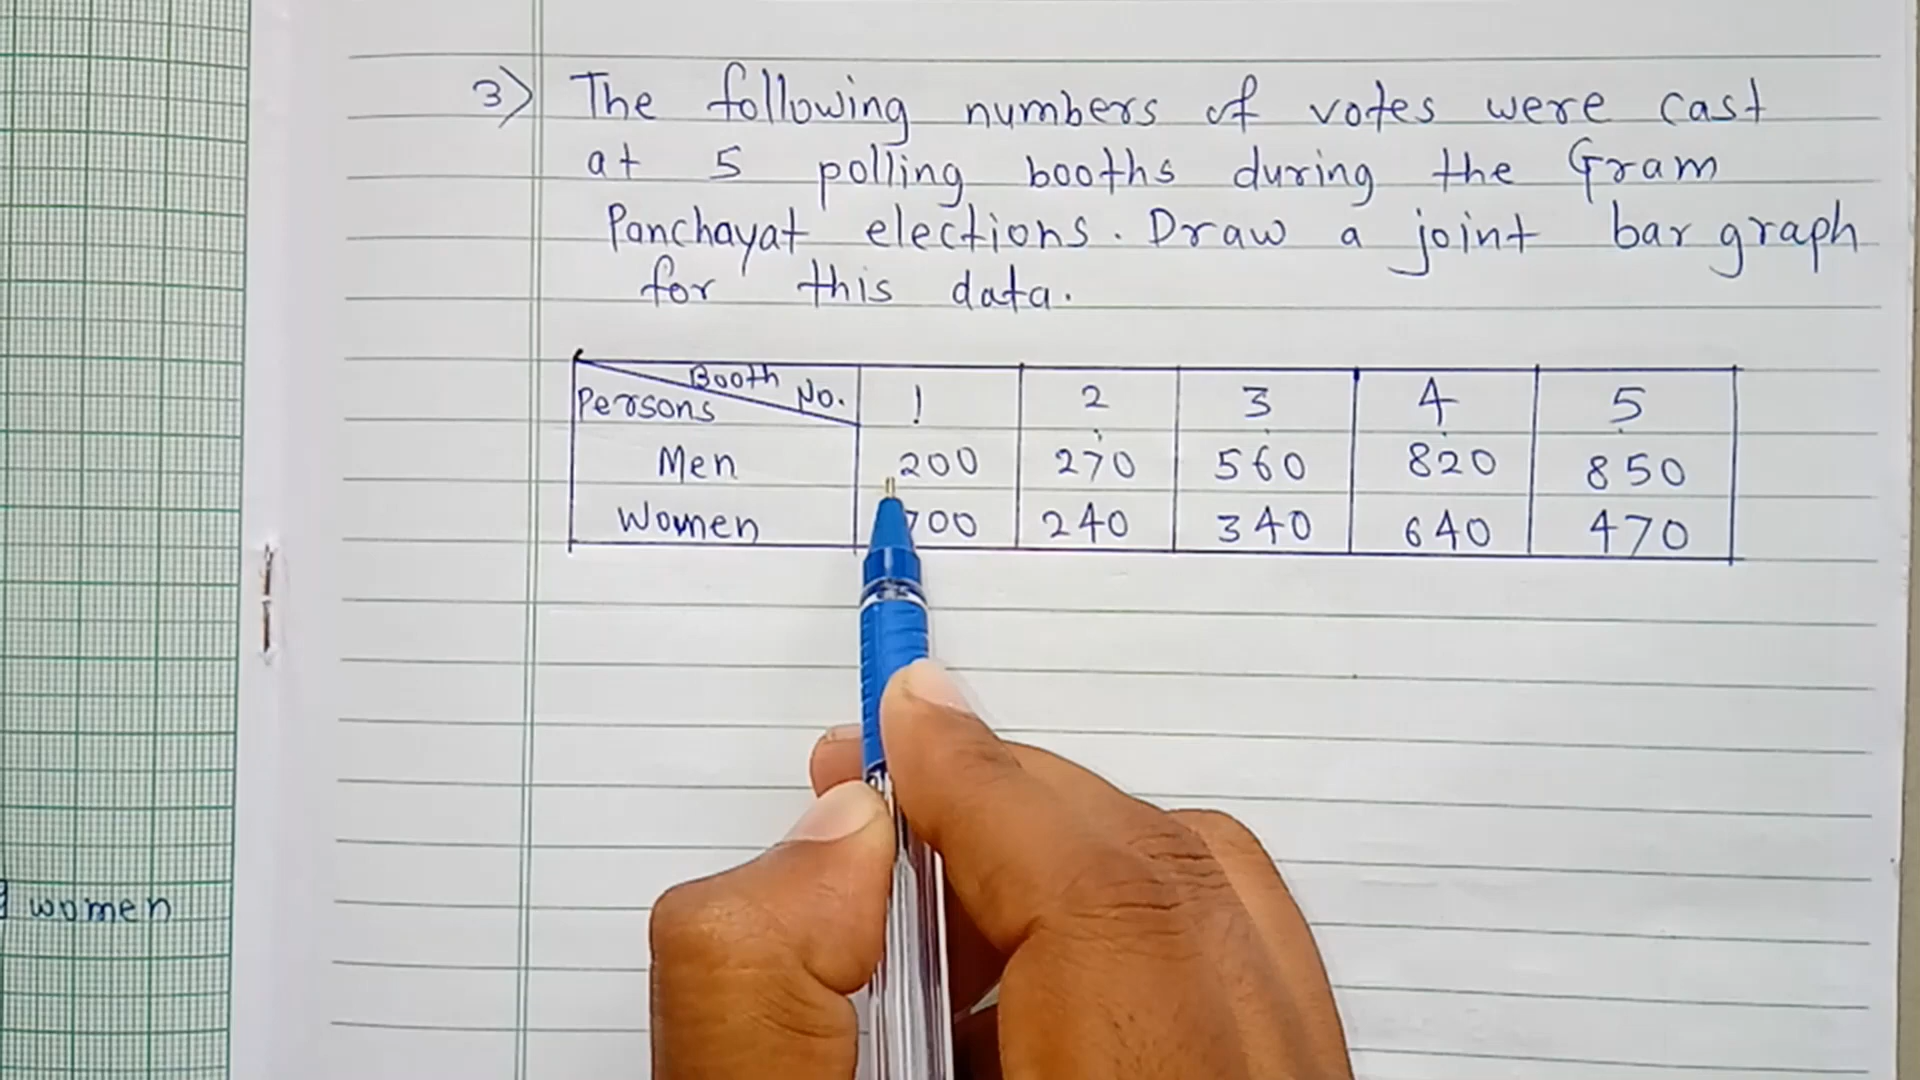 3) The following numbers of votes were cast
at 5 polling booths during the Gram
Panchayat elections. Draw a joint bar graph
for this data.
Booth No. 1 2 3 4 5
Persons
Men 200 270 560 820 850
Women 700 240 340 640 470
women